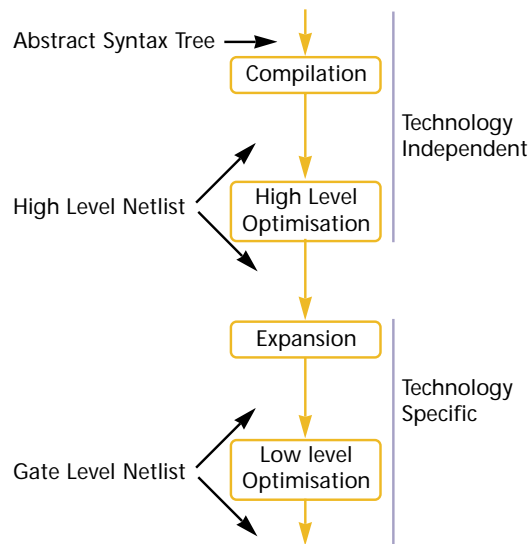 Abstract Syntax Tree
Compilation
Technology
Independent
High Level Netlist
High Level
Optimisation
Expansion
Technology
Specific
Gate Level Netlist
Low level
Optimisation